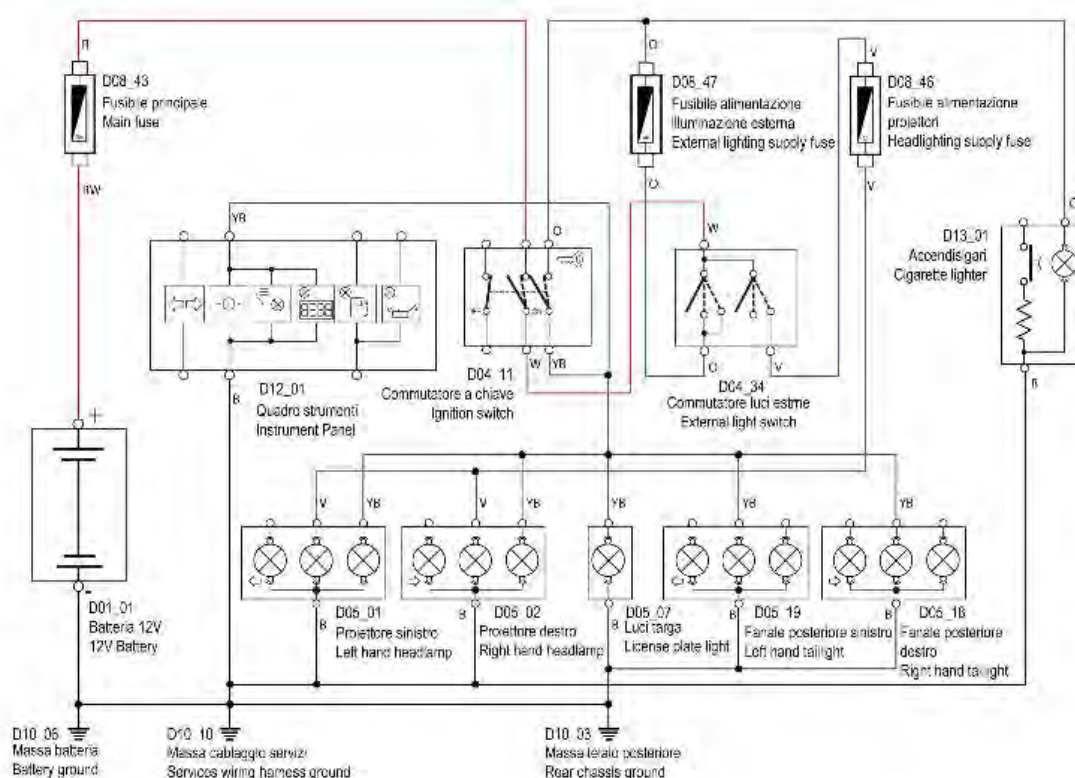 R
D08_43
Fusibile principale
Main fuse
RW
O
D08_47
Fusibile alimentazione
Illuminazione esterna
External lighting supply fuse
O
V
D08_46
Fusibile alimentazione
proiettori
Headlighting supply fuse
V
O
D13_01
Accendisigari
Cigarette lighter
B
YB
D12_01
Quadro strumenti
Instrument Panel
B
O
W
YB
D04_11
Commutatore a chiave
Ignition switch
W
O
V
D04_34
Commutatore luci estrne
External light switch
+
-
D01_01
Batteria 12V
12V Battery
V
YB
V
YB
YB
YB
YB
B
D05_01
Proiettore sinistro
Left hand headlamp
B
D05_02
Proiettore destro
Right hand headlamp
B
D05_07
Luci targa
License plate light
B
D05_19
Fanale posteriore sinistro
Left hand taillight
B
D05_18
Fanale posteriore
destro
Right hand taillight
D10_06
Massa batteria
Battery ground
D10_10
Massa cablaggio servizi
Services wiring harness ground
D10_03
Massa telaio posteriore
Rear chassis ground